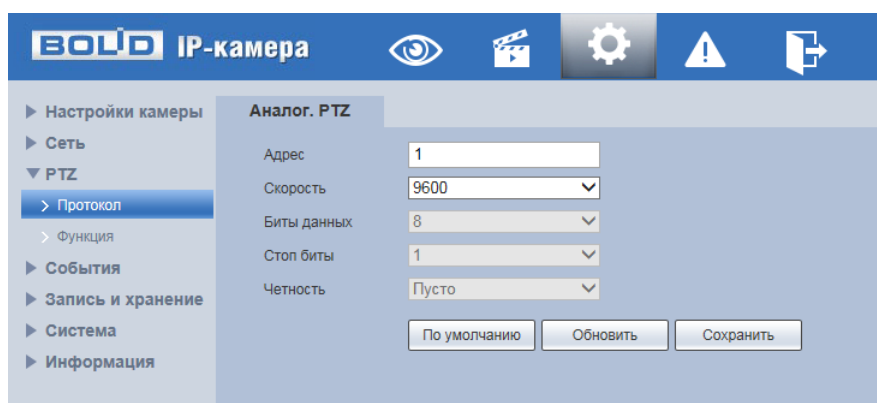 BOLID IP-камера
Настройки камеры
Сеть
PTZ
Протокол
Функция
События
Запись и хранение
Система
Информация
Аналог. PTZ
Адрес 1
Скорость 9600
Биты данных 8
Стоп биты 1
Четность Пусто
По умолчанию Обновить Сохранить